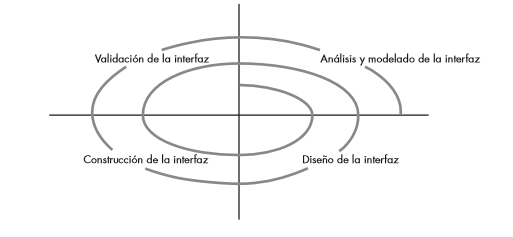 Validación de la interfaz
Análisis y modelado de la interfaz
Construcción de la interfaz
Diseño de la interfaz